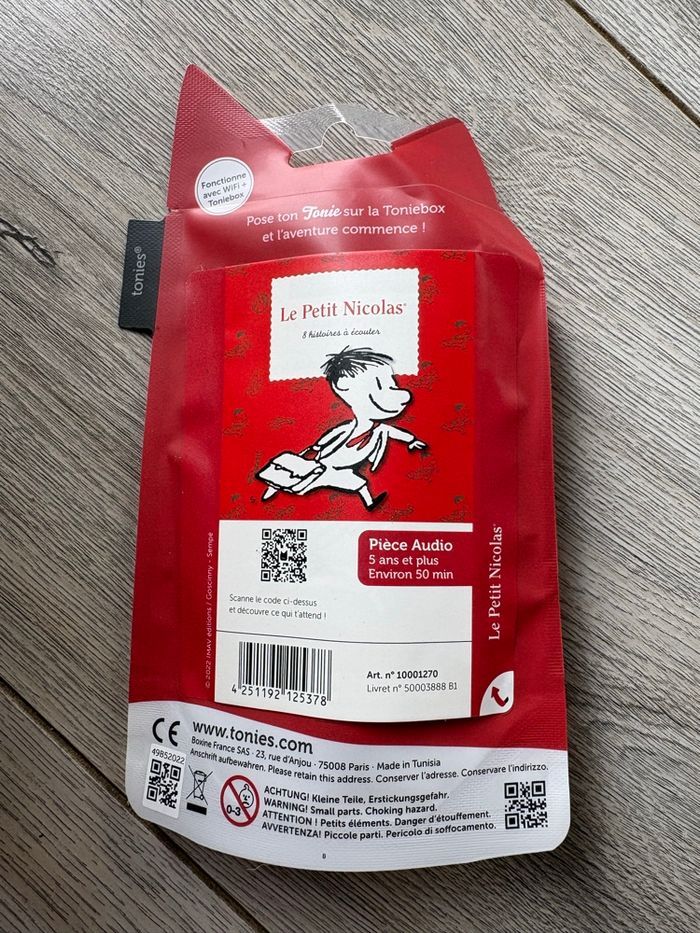 Fonctionne
avec WiFi +
Toniebox
Pose ton Tonie sur la Toniebox
et l'aventure commence !
tonies®
Le Petit Nicolas®
8 histoires à écouter
Pièce Audio
5 ans et plus
Environ 50 min
Scanne le code ci-dessus
et découvre ce qui t'attend !
© 2022 IMAV éditions / Goscinny - Sempé
Le Petit Nicolas®
4 251192 125378
Art. n° 10001270
Livret n° 50003888 B1
CE
www.tonies.com
Boxine France SAS · 23, rue d'Anjou · 75008 Paris · Made in Tunisia
Anschrift aufbewahren. Please retain this address. Conserver l'adresse. Conservare l'indirizzo.
49852022
0-3
ACHTUNG! Kleine Teile, Erstickungsgefahr.
WARNING! Small parts. Choking hazard.
ATTENTION ! Petits éléments. Danger d'étouffement.
AVVERTENZA! Piccole parti. Pericolo di soffocamento.